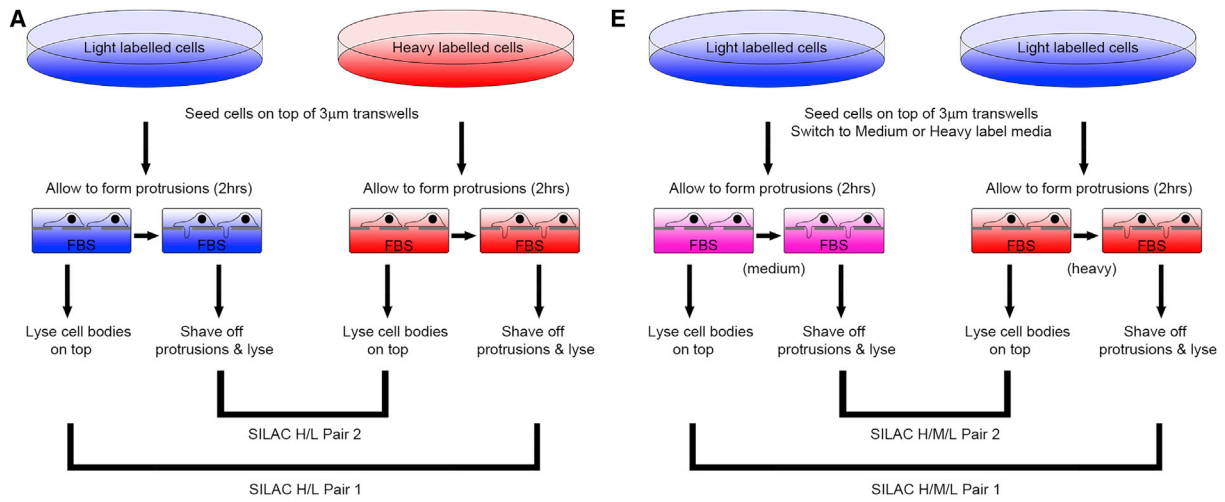 A
Light labelled cells
Heavy labelled cells
Seed cells on top of 3μm transwells
Allow to form protrusions (2hrs)
Allow to form protrusions (2hrs)
FBS
FBS
FBS
FBS
Lyse cell bodies
on top
Shave off
protrusions & lyse
Lyse cell bodies
on top
Shave off
protrusions & lyse
SILAC H/L Pair 2
SILAC H/L Pair 1
E
Light labelled cells
Light labelled cells
Seed cells on top of 3μm transwells
Switch to Medium or Heavy label media
Allow to form protrusions (2hrs)
Allow to form protrusions (2hrs)
FBS
FBS
FBS
FBS
(medium)
(heavy)
Lyse cell bodies
on top
Shave off
protrusions & lyse
Lyse cell bodies
on top
Shave off
protrusions & lyse
SILAC H/M/L Pair 2
SILAC H/M/L Pair 1